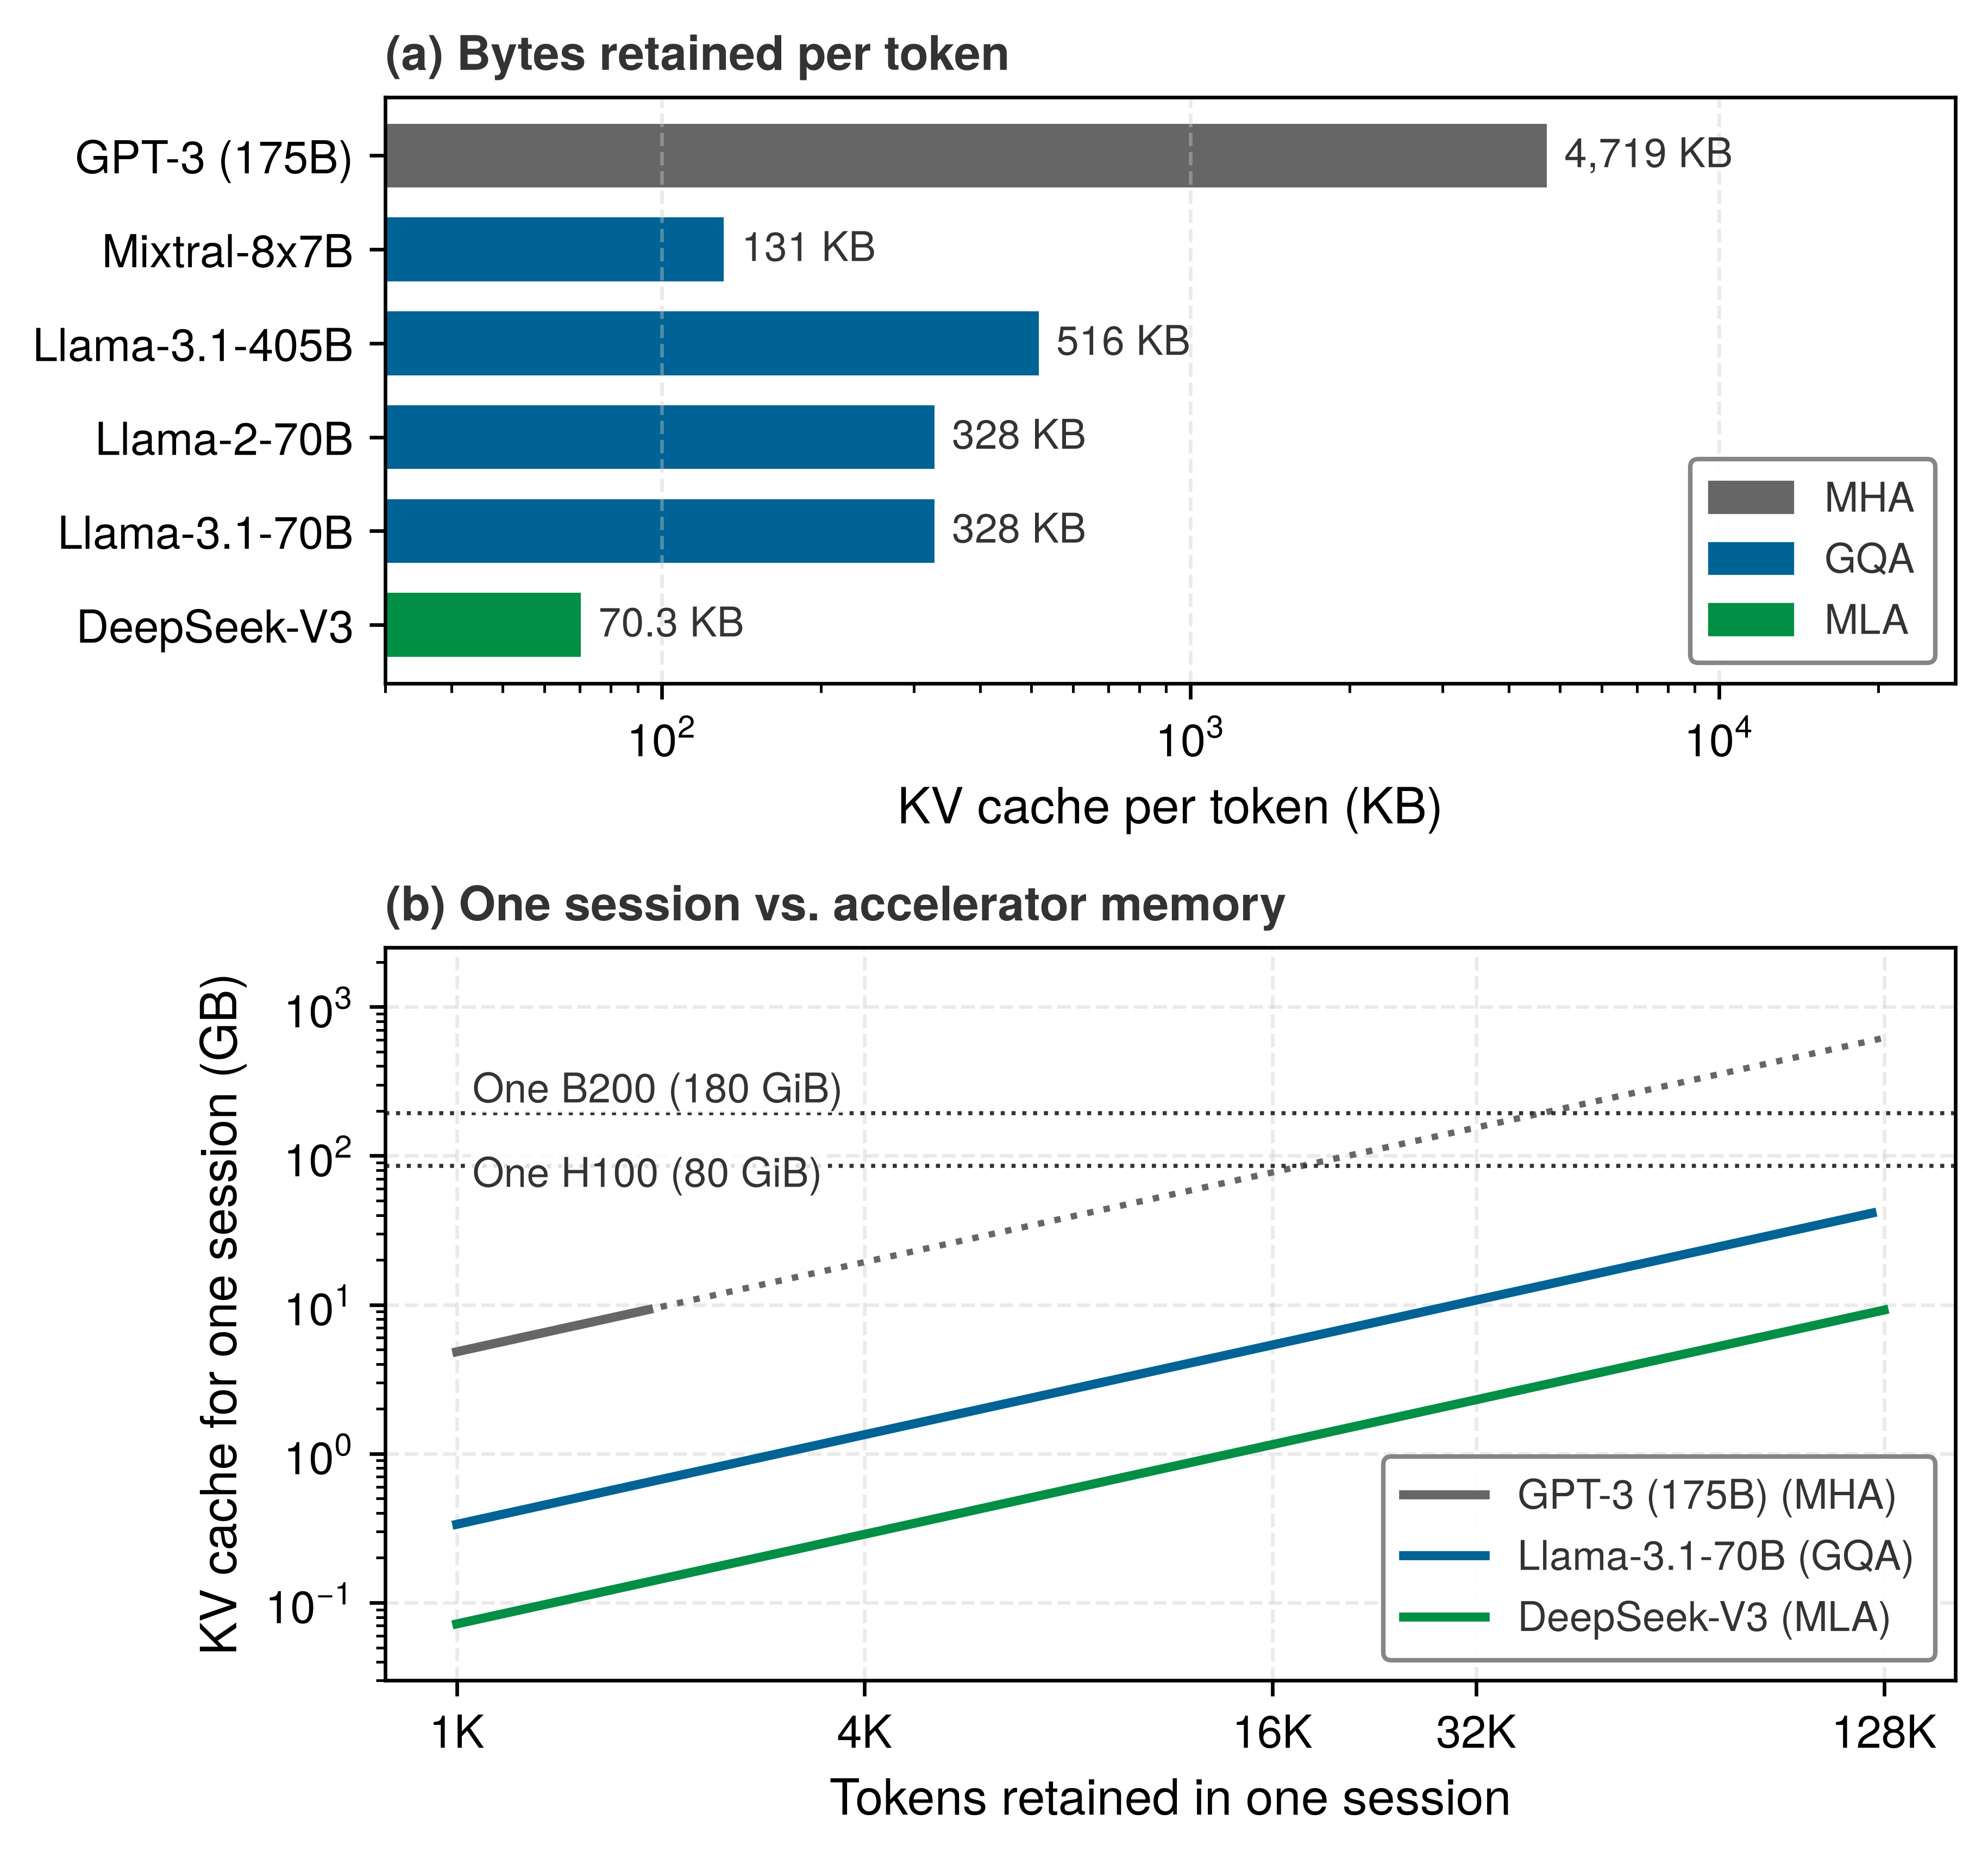 (a) Bytes retained per token
GPT-3 (175B)
4,719 KB
Mixtral-8x7B
131 KB
Llama-3.1-405B
516 KB
Llama-2-70B
328 KB
Llama-3.1-70B
328 KB
DeepSeek-V3
70.3 KB
MHA
GQA
MLA
10²
10³
10⁴
KV cache per token (KB)
(b) One session vs. accelerator memory
KV cache for one session (GB)
10³
10²
10¹
10⁰
10⁻¹
One B200 (180 GiB)
One H100 (80 GiB)
GPT-3 (175B) (MHA)
Llama-3.1-70B (GQA)
DeepSeek-V3 (MLA)
1K
4K
16K
32K
128K
Tokens retained in one session